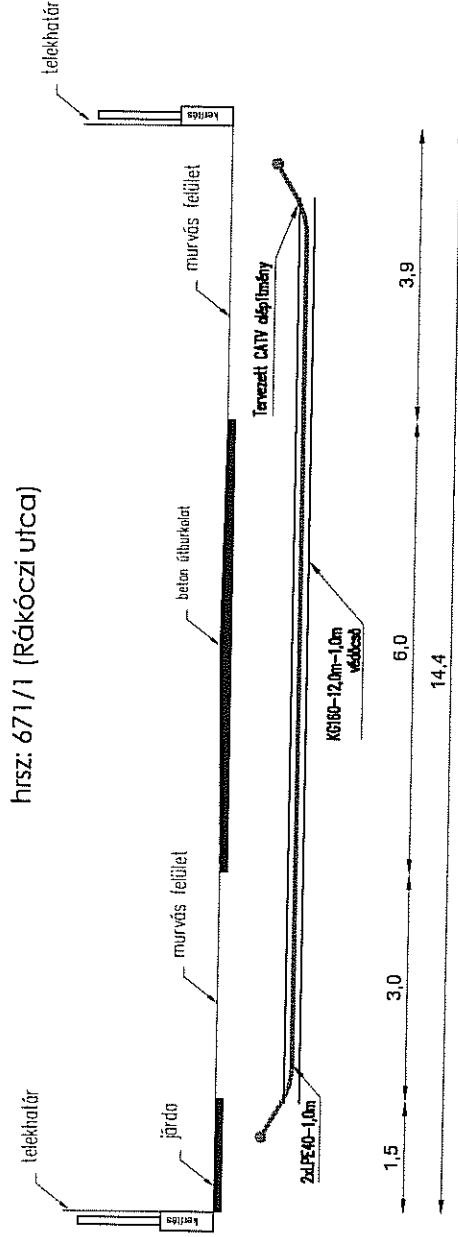 hrsz: 671/1 (Rákóczi utca)
telekhatár
kerítés
járda
murvás felület
beton útburkolat
murvás felület
telekhatár
kerítés
Tervezett CATV alépítmény
2xLPE40-1,0m
KG160-12,0m-1,0m
védőcső
1,5
3,0
6,0
3,9
14,4